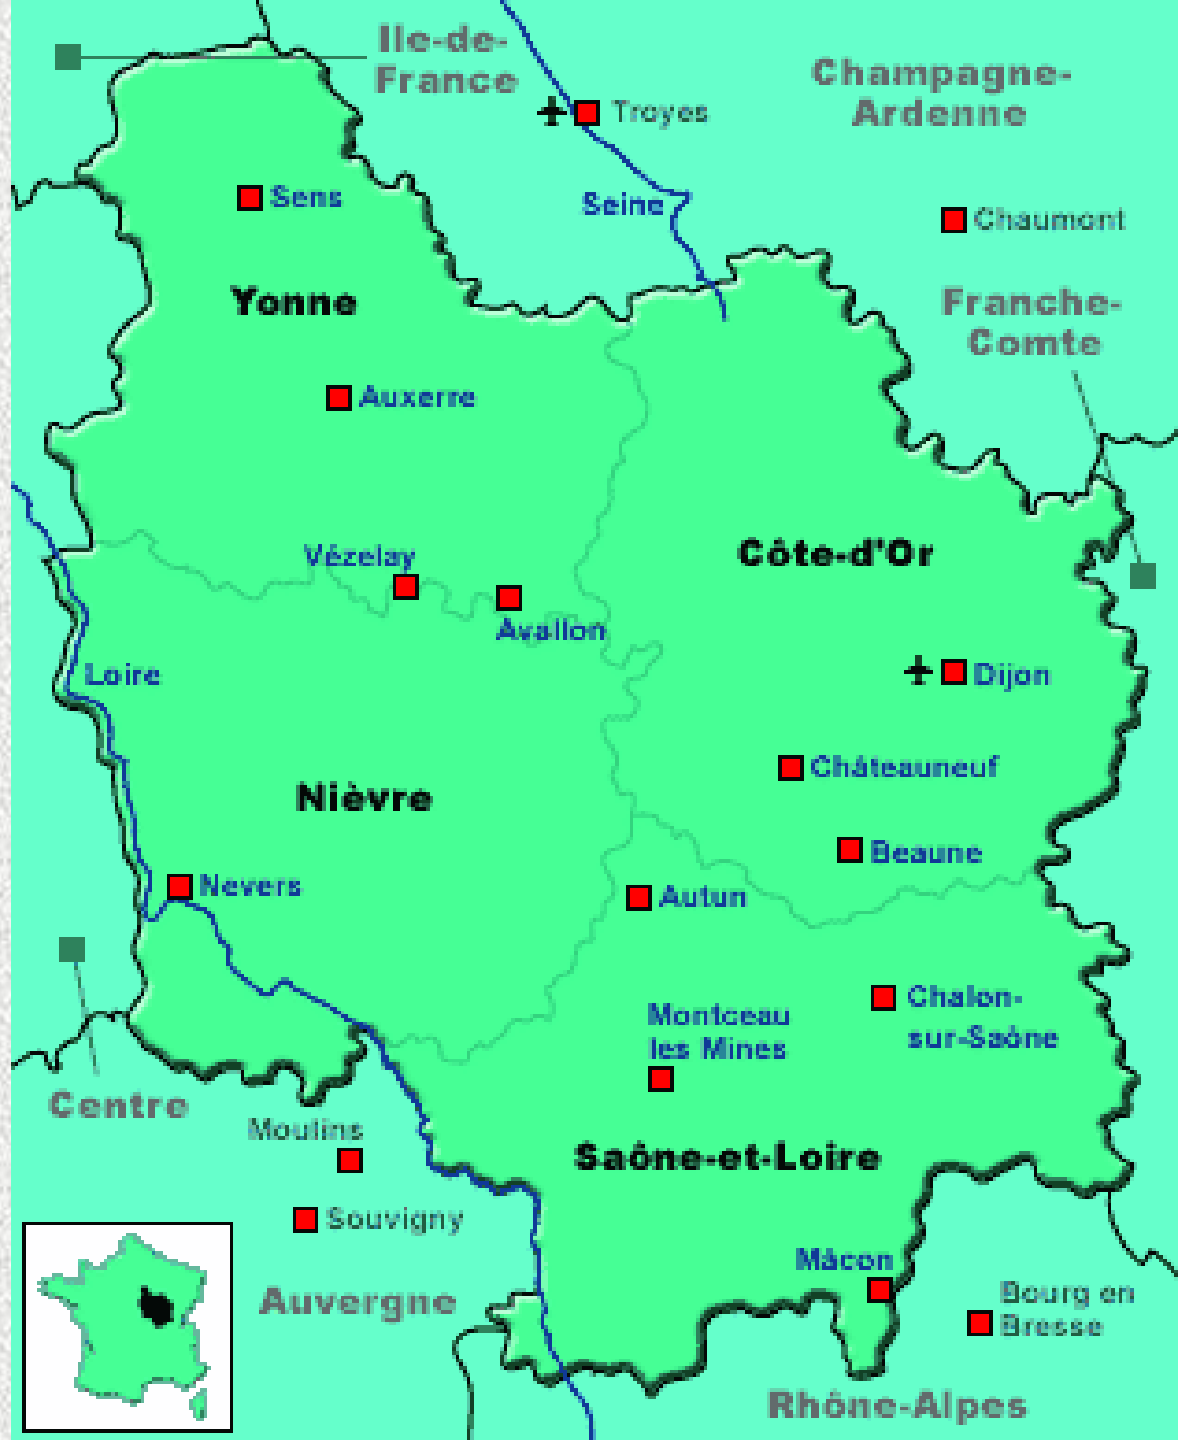 Ile-de-
France
Champagne-
Ardenne
Troyes
Sens
Seine
Chaumont
Yonne
Franche-
Comte
Auxerre
Vézelay
Côte-d'Or
Avallon
Loire
Dijon
Châteauneuf
Nièvre
Beaune
Nevers
Autun
Chalon-
sur-Saône
Montceau
les Mines
Centre
Moulins
Saône-et-Loire
Souvigny
Mâcon
Auvergne
Bourg en
Bresse
Rhône-Alpes